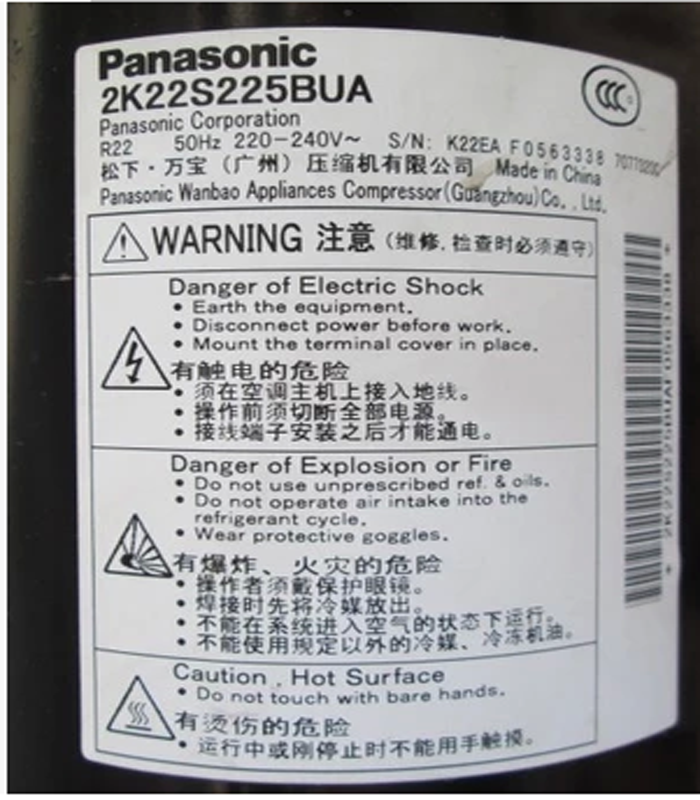 Panasonic
2K22S225BUA
Panasonic Corporation
R22 50Hz 220-240V~ S/N: K22EA F0563338
松下·万宝（广州）压缩机有限公司 Made in China
Panasonic Wanbao Appliances Compressor(Guangzhou)Co.,Ltd.
WARNING 注意（维修,检查时必须遵守）
Danger of Electric Shock
• Earth the equipment.
• Disconnect power before work.
• Mount the terminal cover in place.
有触电的危险
• 须在空调主机上接入地线。
• 操作前须切断全部电源。
• 接线端子安装之后才能通电。
Danger of Explosion or Fire
• Do not use unprescribed ref. & oils.
• Do not operate air intake into the
refrigerant cycle.
• Wear protective goggles.
有爆炸、火灾的危险
• 操作者须戴保护眼镜。
• 焊接时先将冷媒放出。
• 不能在系统进入空气的状态下运行。
• 不能使用规定以外的冷媒、冷冻机油。
Caution , Hot Surface
• Do not touch with bare hands.
有烫伤的危险
• 运行中或刚停止时不能用手触摸。
* 2K22S225BUAF0563338 *